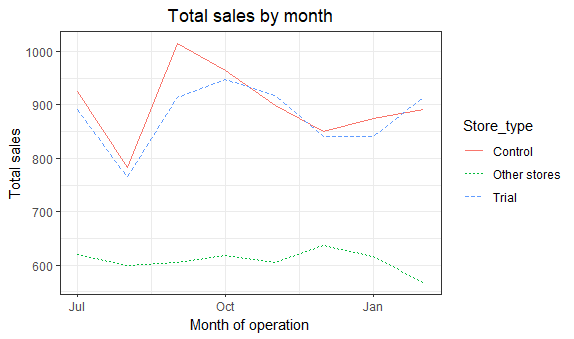 Total sales by month
1000
900
800
700
600
Total sales
Jul
Oct
Jan
Month of operation
Store_type
Control
Other stores
Trial